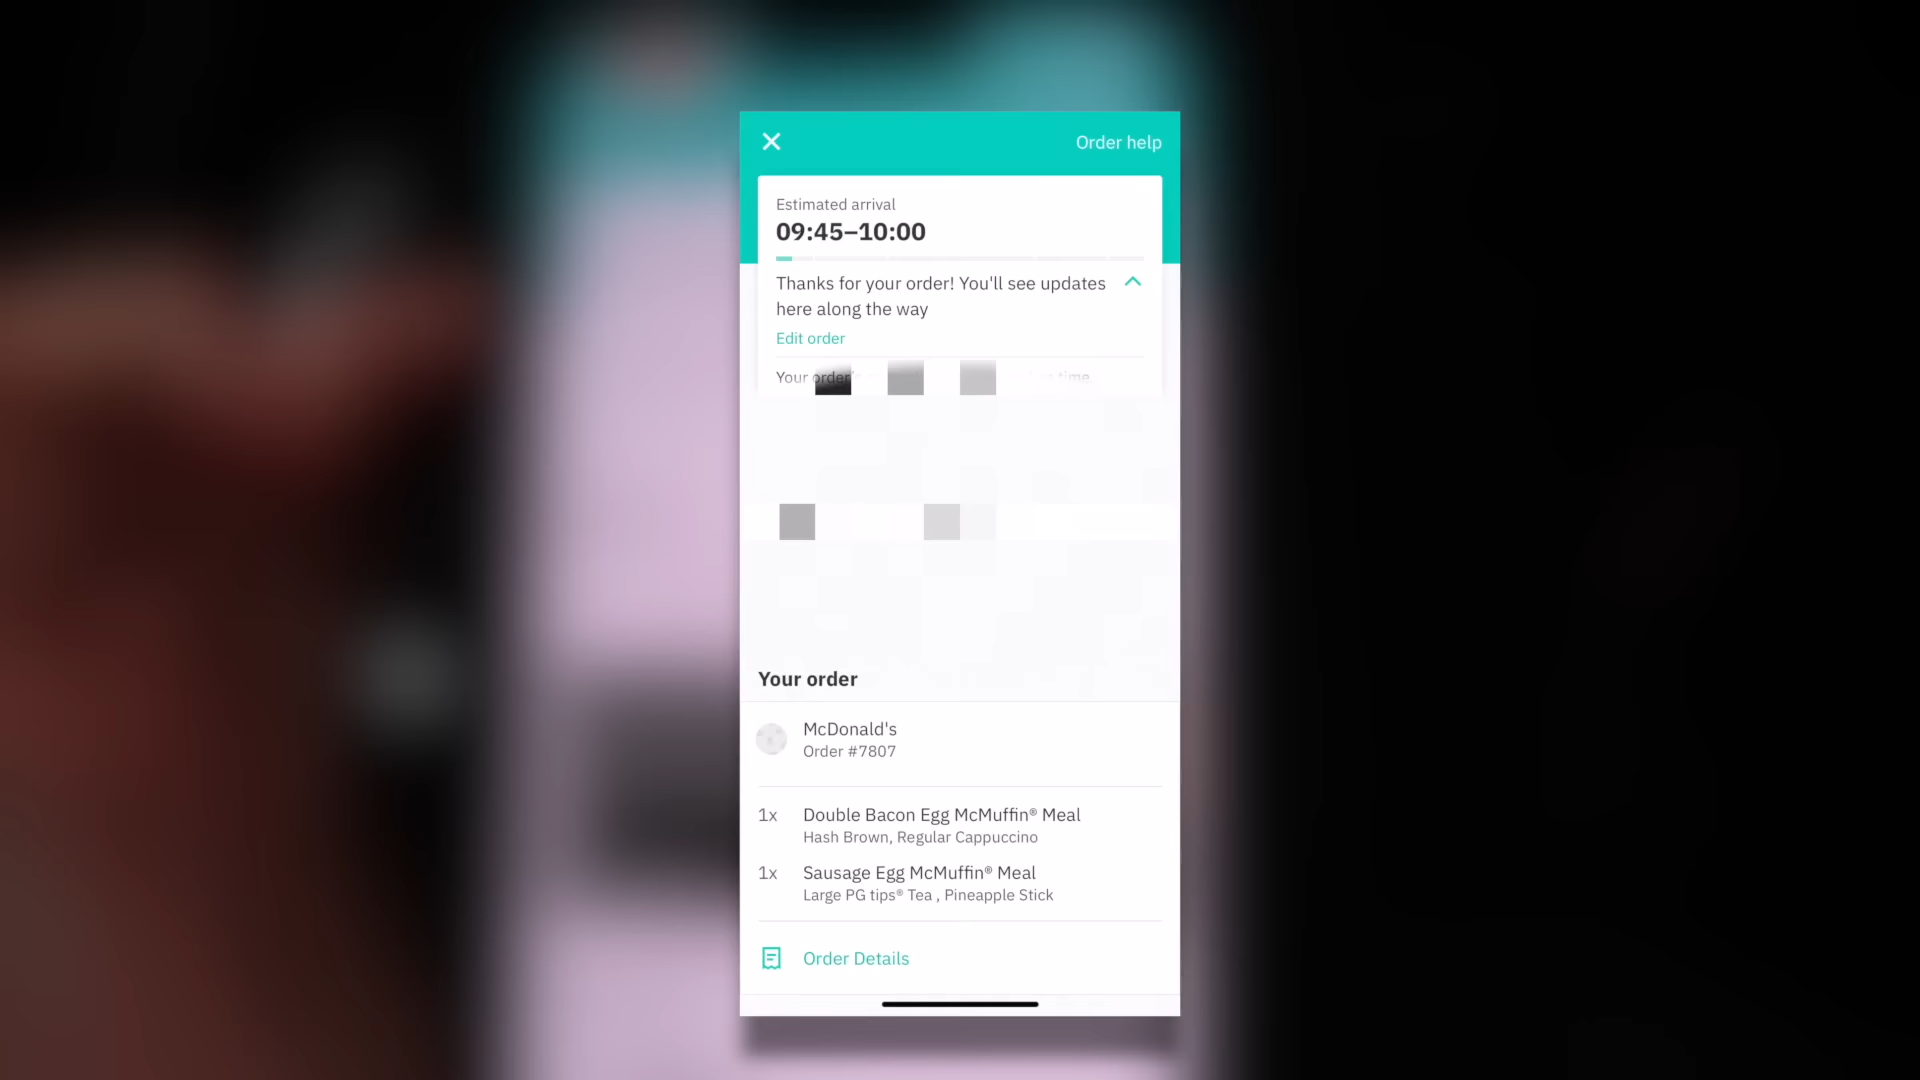 Order help
Estimated arrival
09:45–10:00
Thanks for your order! You'll see updates
here along the way
Edit order
Your order's time.
Your order
McDonald's
Order #7807
1x Double Bacon Egg McMuffin® Meal
Hash Brown, Regular Cappuccino
1x Sausage Egg McMuffin® Meal
Large PG tips® Tea , Pineapple Stick
Order Details